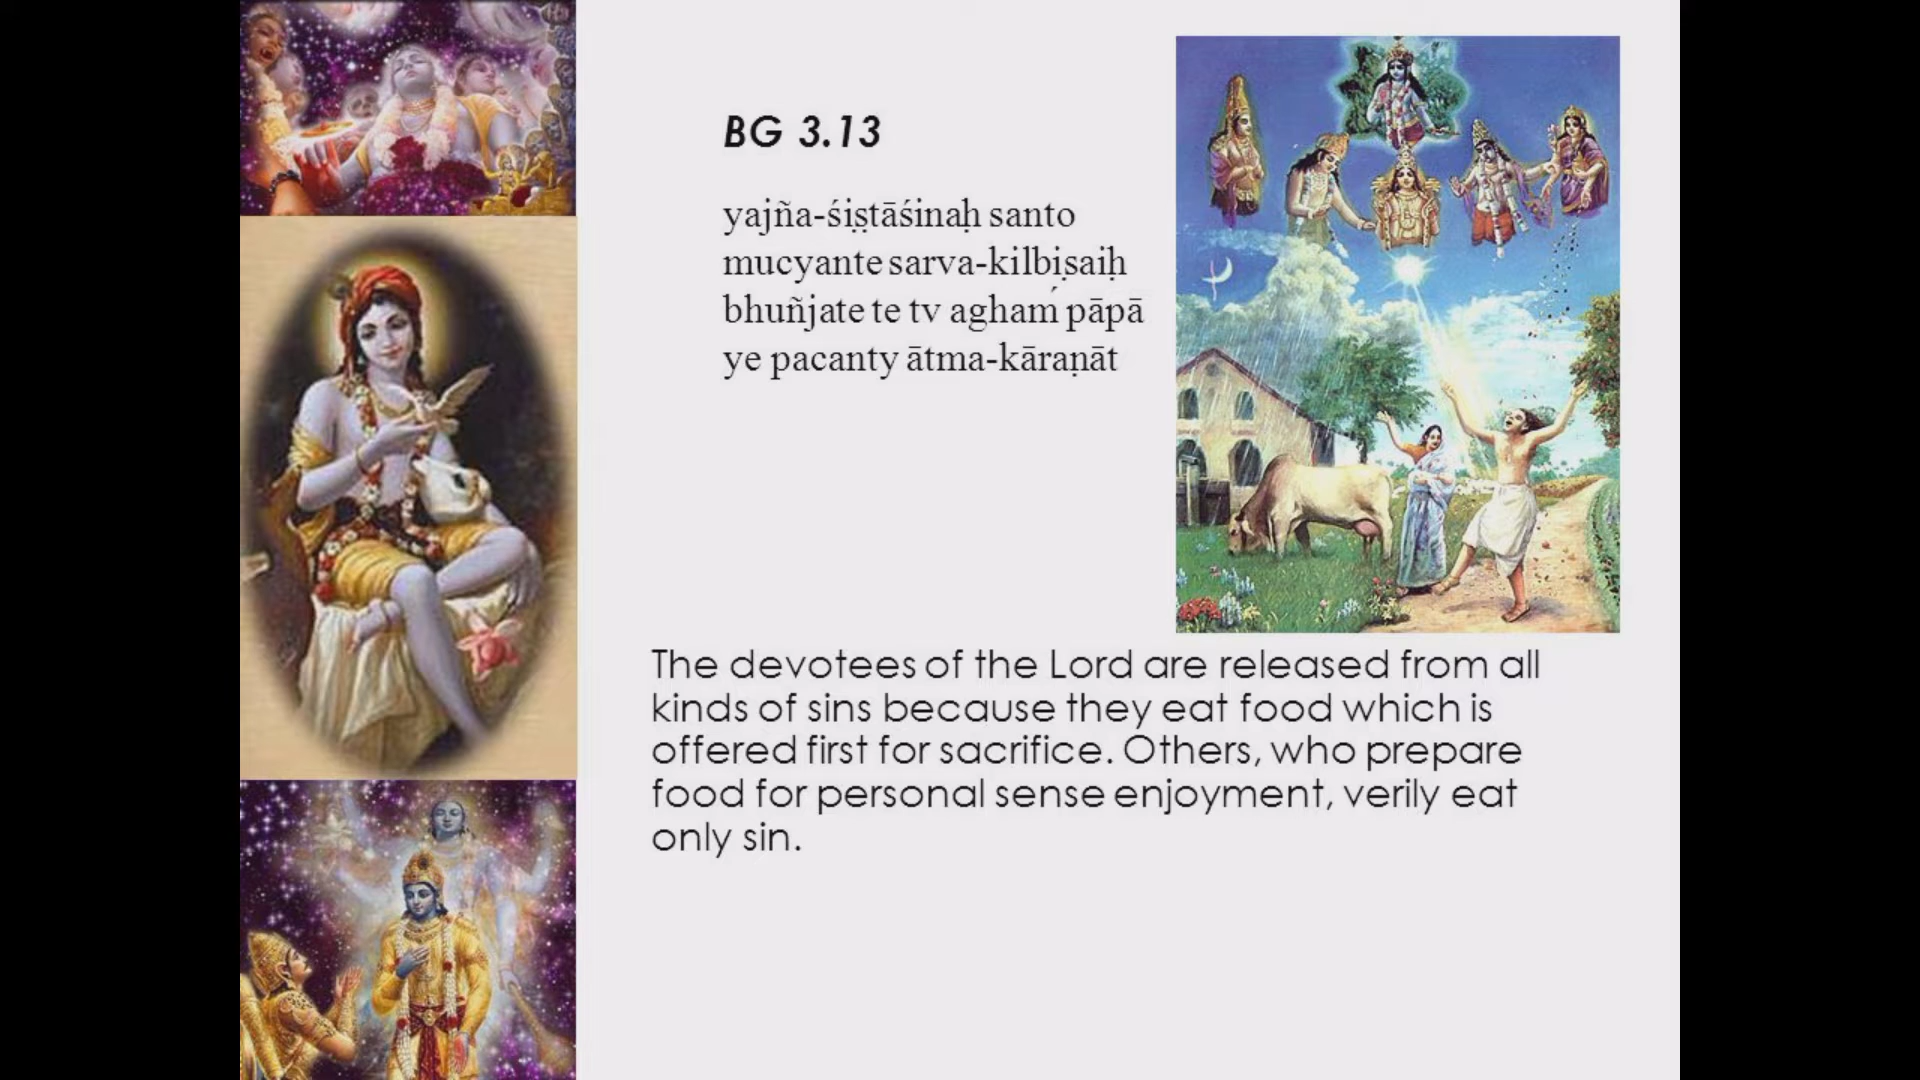 BG 3.13
yajña-śiṣṭāśinaḥ santo
mucyante sarva-kilbiṣaiḥ
bhuñjate te tv aghaḿ pāpā
ye pacanty ātma-kāraṇāt
The devotees of the Lord are released from all
kinds of sins because they eat food which is
offered first for sacrifice. Others, who prepare
food for personal sense enjoyment, verily eat
only sin.